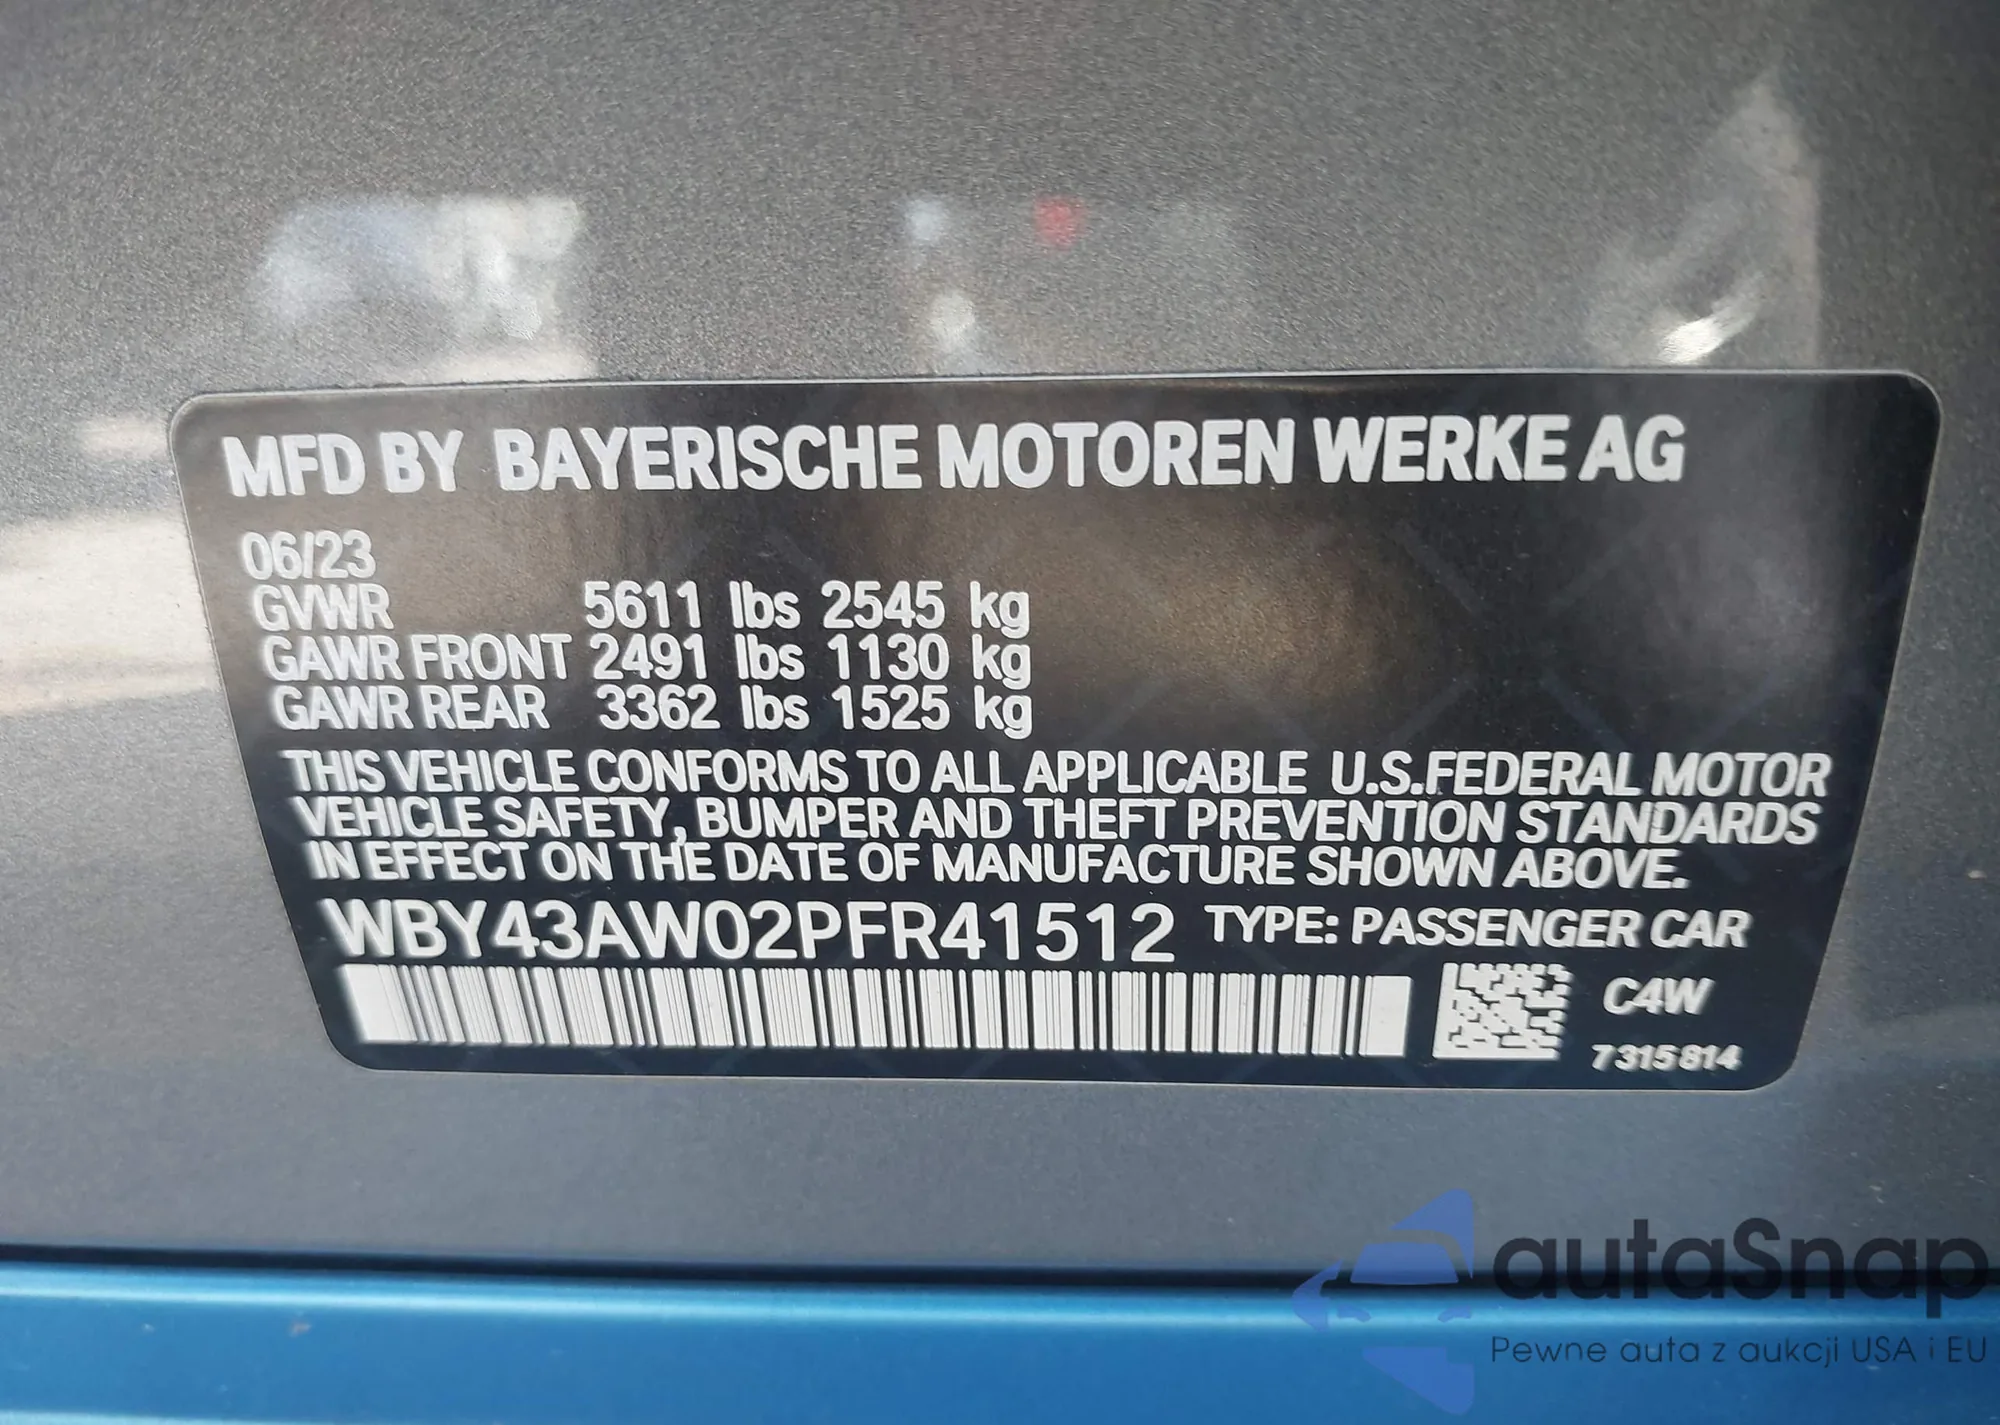 MFD BY BAYERISCHE MOTOREN WERKE AG
06/23
GVWR 5611 lbs 2545 kg
GAWR FRONT 2491 lbs 1130 kg
GAWR REAR 3362 lbs 1525 kg
THIS VEHICLE CONFORMS TO ALL APPLICABLE U.S.FEDERAL MOTOR
VEHICLE SAFETY, BUMPER AND THEFT PREVENTION STANDARDS
IN EFFECT ON THE DATE OF MANUFACTURE SHOWN ABOVE.
WBY43AW02PFR41512 TYPE: PASSENGER CAR
C4W
7315814
autaSnap
Pewne auta z aukcji USA i EU